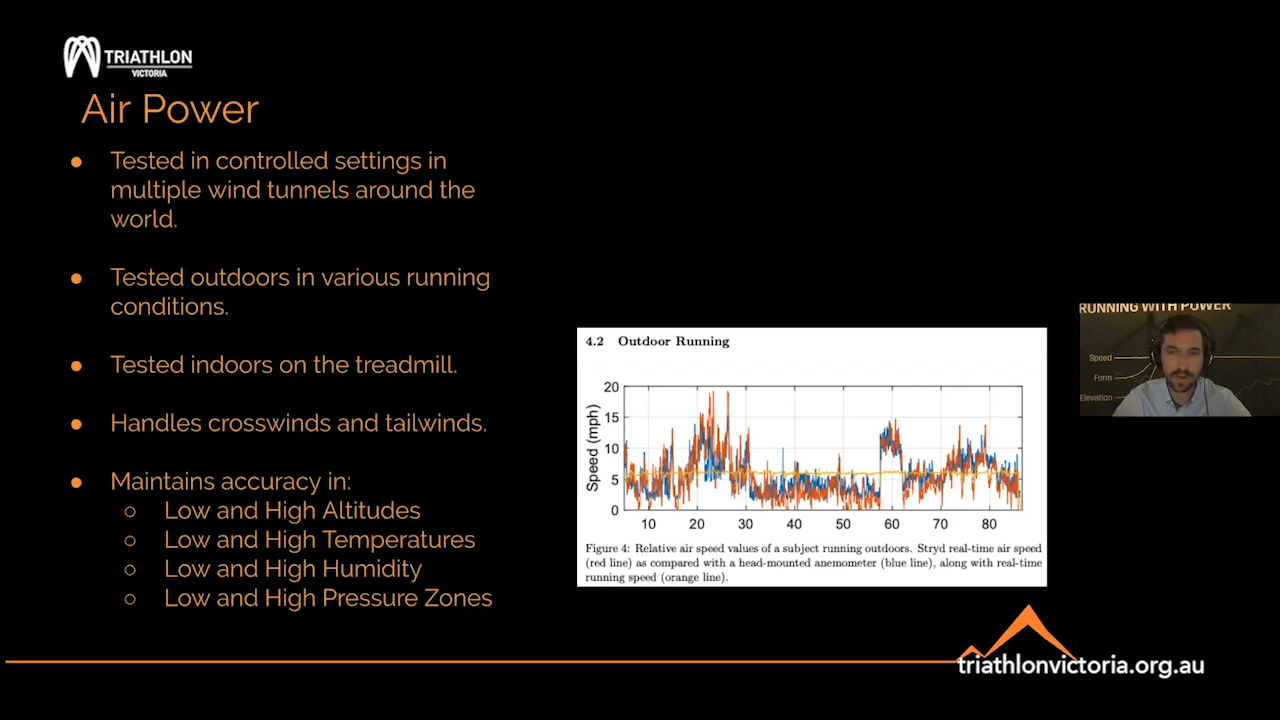 TRIATHLON
VICTORIA
Air Power
● Tested in controlled settings in
multiple wind tunnels around the
world.
● Tested outdoors in various running
conditions.
● Tested indoors on the treadmill.
● Handles crosswinds and tailwinds.
● Maintains accuracy in:
○ Low and High Altitudes
○ Low and High Temperatures
○ Low and High Humidity
○ Low and High Pressure Zones
4.2 Outdoor Running
20
15
10
5
0
Speed (mph)
10 20 30 40 50 60 70 80
Figure 4: Relative air speed values of a subject running outdoors. Stryd real-time air speed
(red line) as compared with a head-mounted anemometer (blue line), along with real-time
running speed (orange line).
RUNNING WITH POWER
Speed
Form
Elevation
triathlonvictoria.org.au